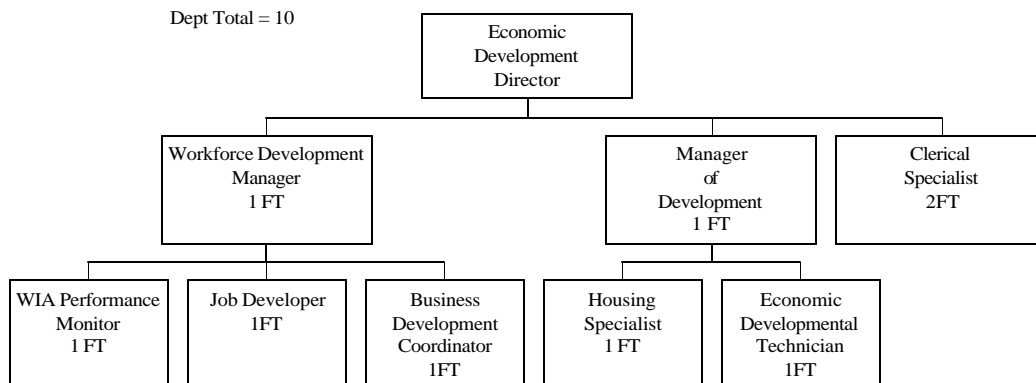 Dept Total = 10
Economic
Development
Director
Workforce Development
Manager
1 FT
Manager
of
Development
1 FT
Clerical
Specialist
2FT
WIA Performance
Monitor
1 FT
Job Developer
1FT
Business
Development
Coordinator
1FT
Housing
Specialist
1 FT
Economic
Developmental
Technician
1FT